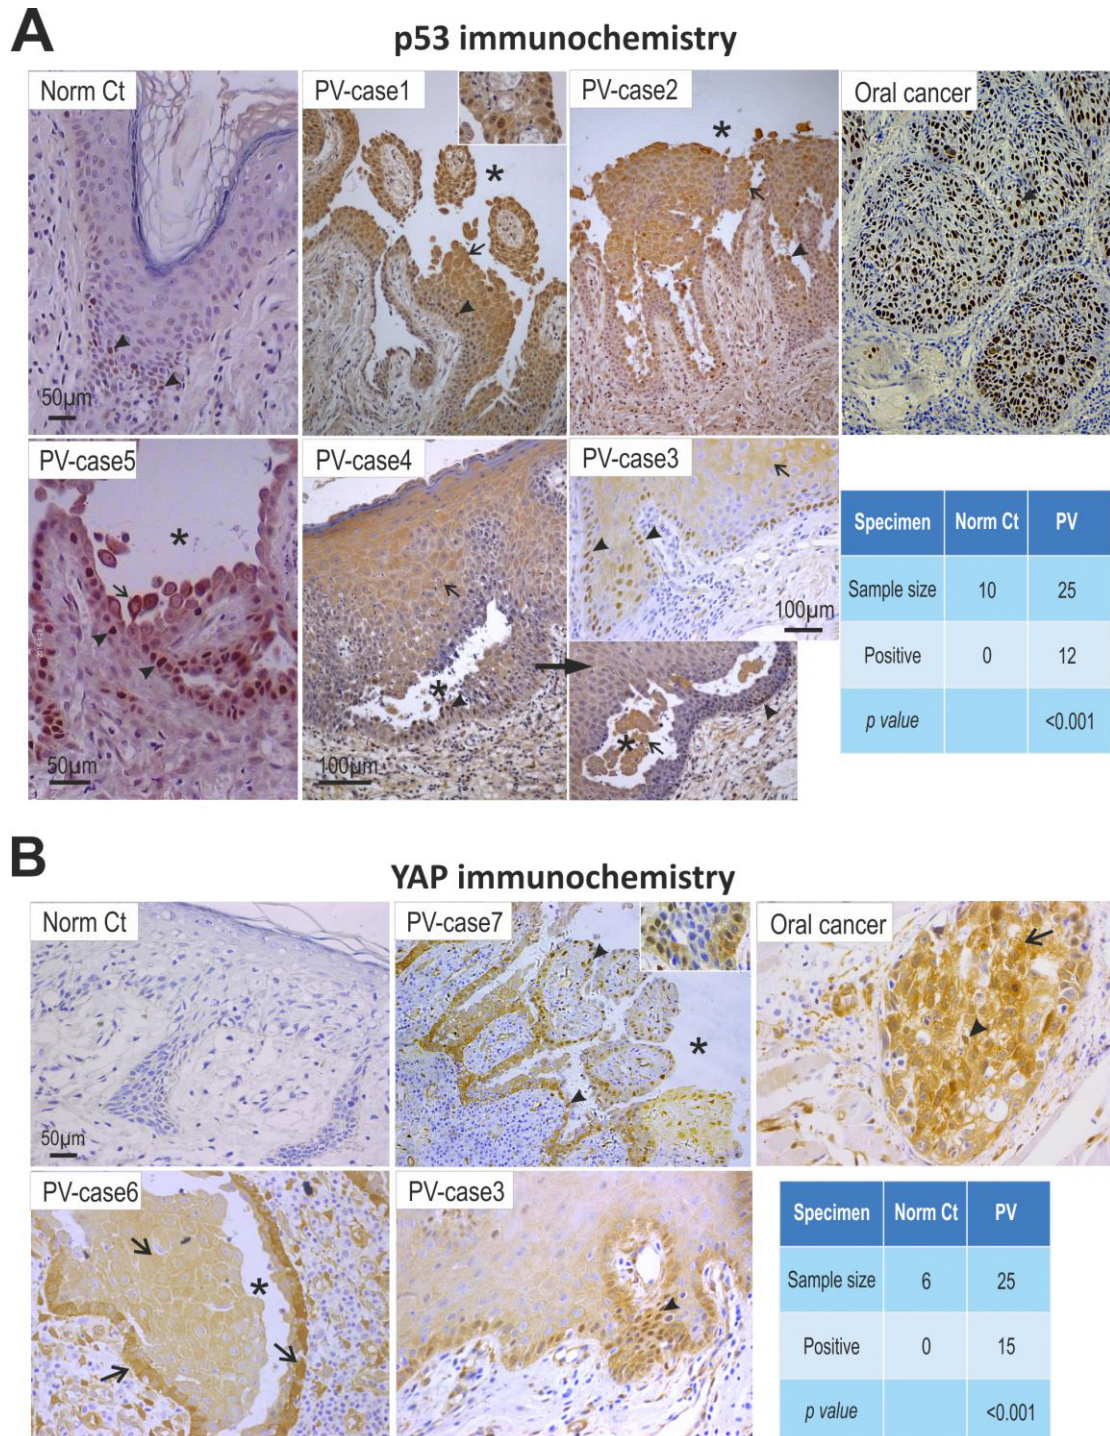 A
p53 immunochemistry
Norm Ct
PV-case1
PV-case2
Oral cancer
50µm
PV-case5
PV-case4
PV-case3
100µm
50µm
100µm
Specimen Norm Ct PV
Sample size 10 25
Positive 0 12
p value <0.001
B
YAP immunochemistry
Norm Ct
PV-case7
Oral cancer
50µm
PV-case6
PV-case3
Specimen Norm Ct PV
Sample size 6 25
Positive 0 15
p value <0.001